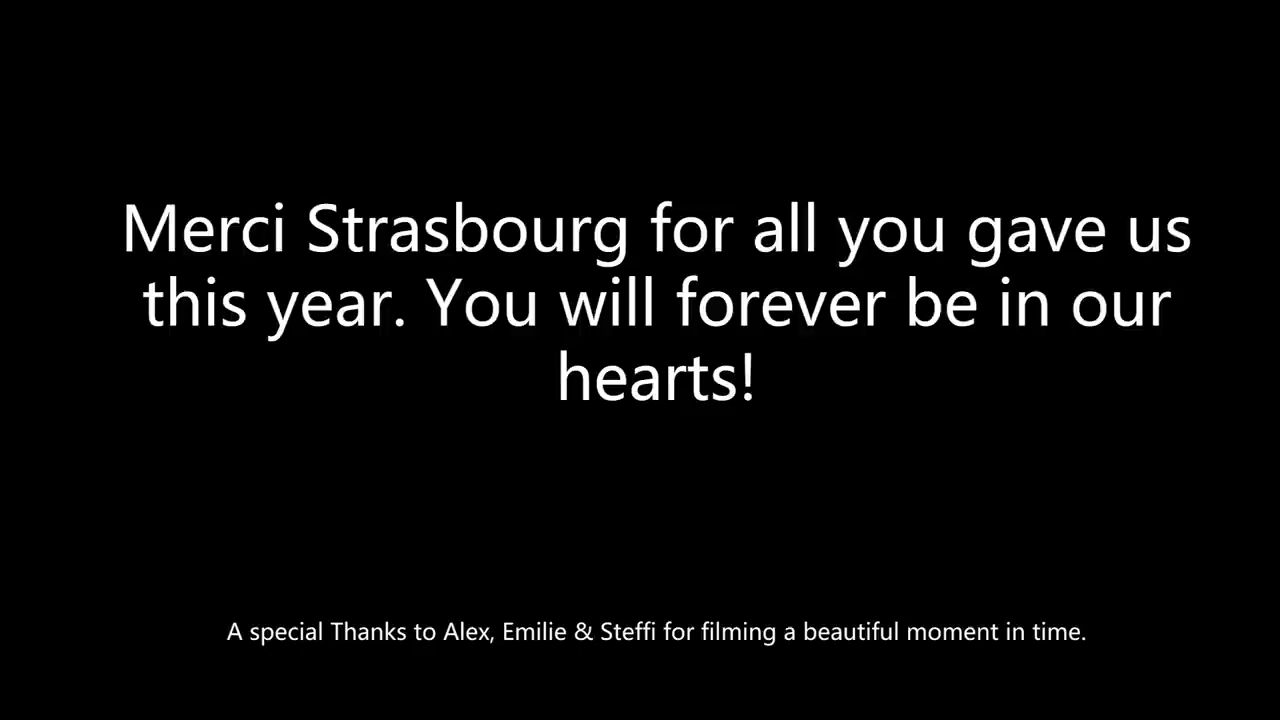 Merci Strasbourg for all you gave us
this year. You will forever be in our
hearts!
A special Thanks to Alex, Emilie & Steffi for filming a beautiful moment in time.